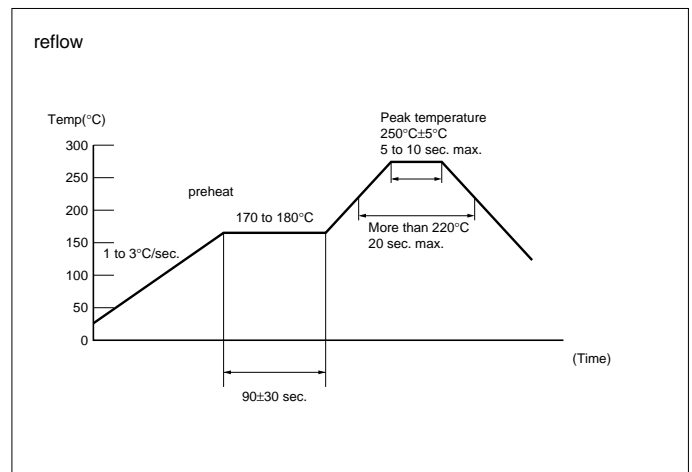 reflow
Temp(°C)
300
250
200
150
100
50
0
preheat
1 to 3°C/sec.
170 to 180°C
Peak temperature
250°C±5°C
5 to 10 sec. max.
More than 220°C
20 sec. max.
(Time)
90±30 sec.